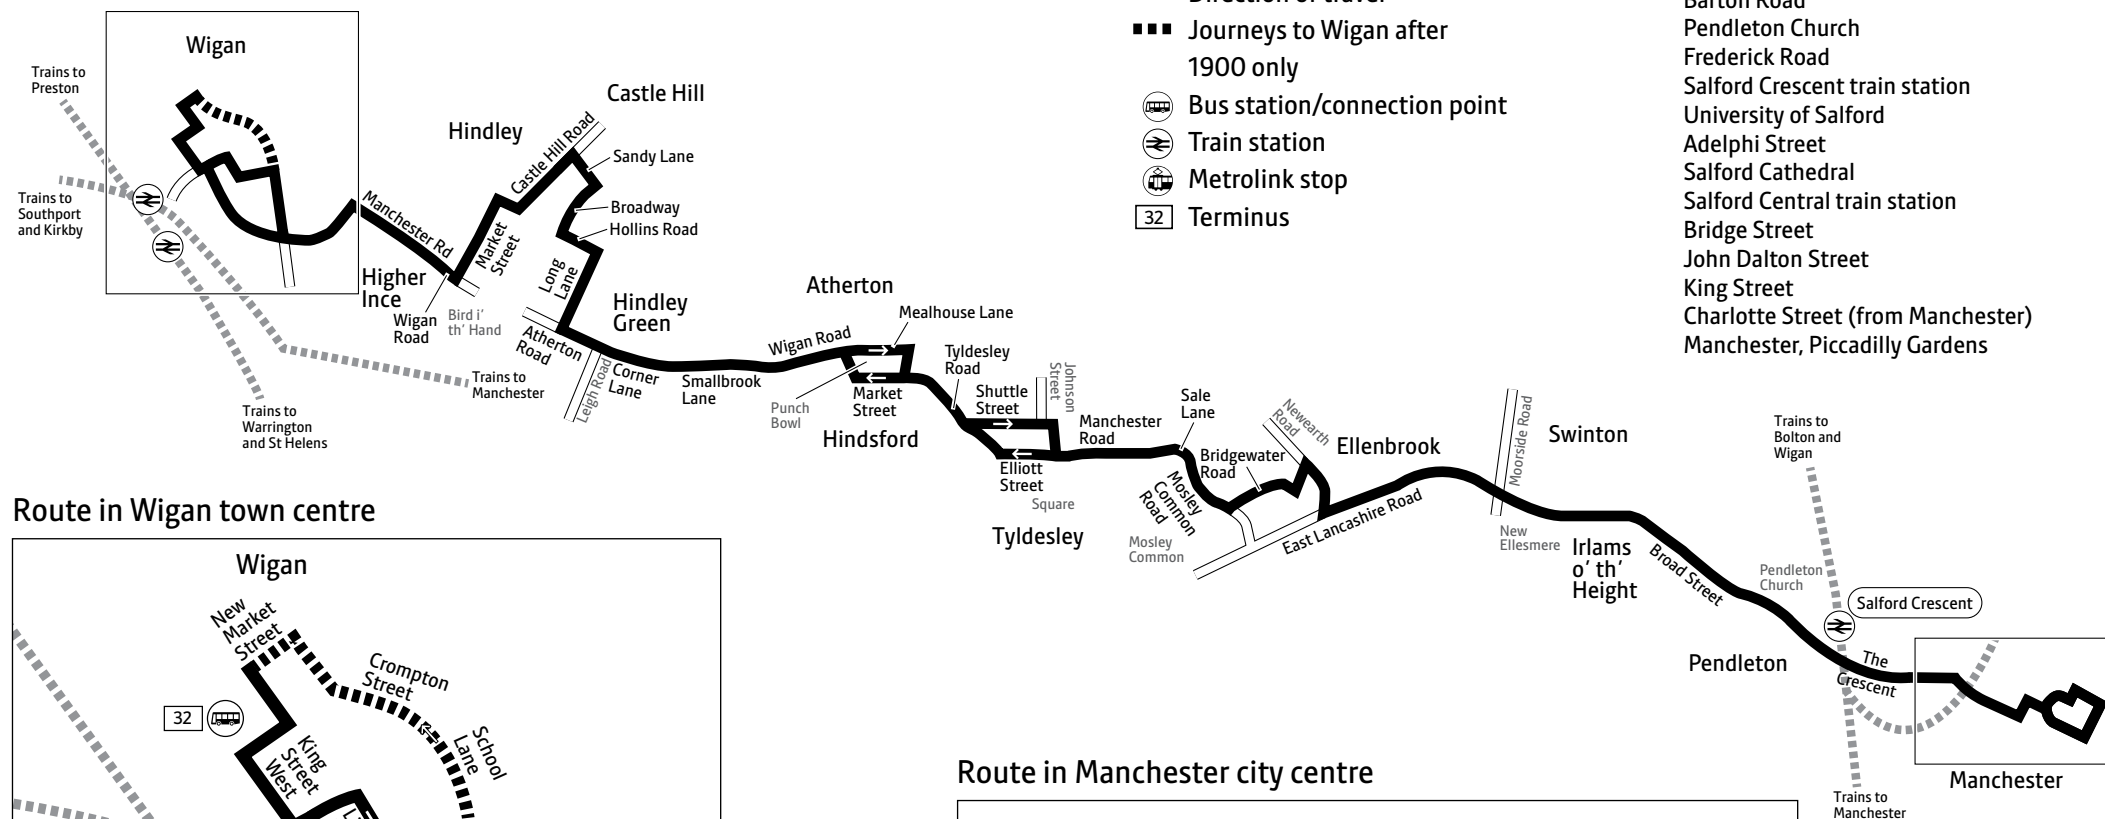 Direction of travel
Journeys to Wigan after
1900 only
Bus station/connection point
Train station
Metrolink stop
32
Terminus
Barton Road
Pendleton Church
Frederick Road
Salford Crescent train station
University of Salford
Adelphi Street
Salford Cathedral
Salford Central train station
Bridge Street
John Dalton Street
King Street
Charlotte Street (from Manchester)
Manchester, Piccadilly Gardens
Wigan
Trains to
Preston
Trains to
Southport
and Kirkby
Manchester Rd
Higher
Ince
Wigan
Road
Bird i’
th’ Hand
Hindley
Market
Street
Castle Hill Road
Castle Hill
Sandy Lane
Broadway
Hollins Road
Long
Lane
Hindley
Green
Atherton
Road
Leigh Road
Corner
Lane
Smallbrook
Lane
Trains to
Manchester
Trains to
Warrington
and St Helens
Atherton
Wigan Road
Mealhouse Lane
Punch
Bowl
Market
Street
Hindsford
Tyldesley
Road
Shuttle
Street
Johnson
Street
Elliott
Street
Square
Tyldesley
Manchester
Road
Sale
Lane
Mosley
Common
Road
Mosley
Common
Bridgewater
Road
Newearth
Road
Ellenbrook
East Lancashire Road
Moorside Road
Swinton
New
Ellesmere
Irlams
o’ th’
Height
Broad Street
Pendleton
Church
Trains to
Bolton and
Wigan
Salford Crescent
Pendleton
The
Crescent
Manchester
Trains to
Manchester
Route in Wigan town centre
Wigan
New
Market
Street
Crompton
Street
School
Lane
32
King
Street
West
Route in Manchester city centre